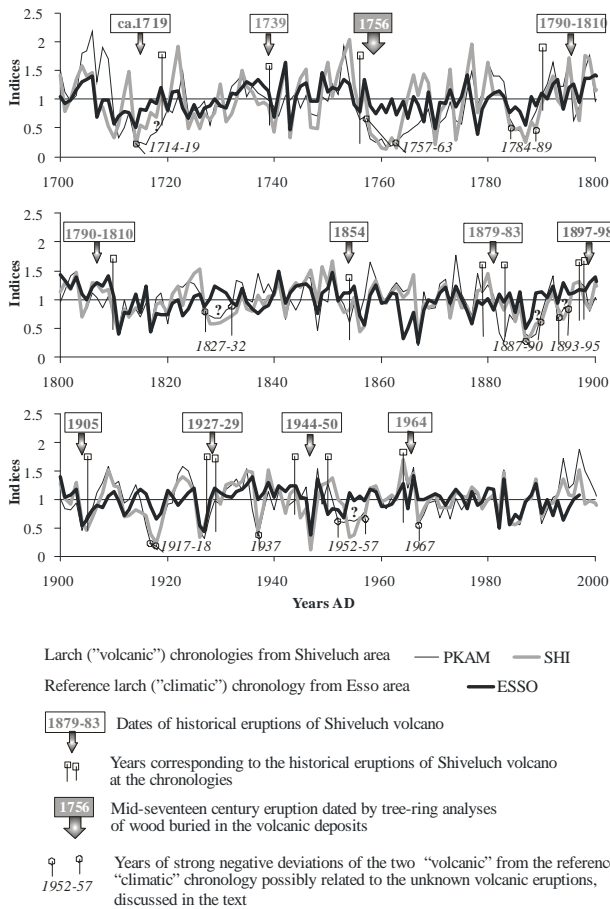 ca.1719 1739 1756 1790-1810
2.5
2
1.5
1
0.5
0
Indices
? 1714-19 1757-63 1784-89
1700 1720 1740 1760 1780 1800
1790-1810 1854 1879-83 1897-98
2.5
2
1.5
1
0.5
0
Indices
? ? ?
1827-32 1887-90 1893-95
1800 1820 1840 1860 1880 1900
1905 1927-29 1944-50 1964
2.5
2
1.5
1
0.5
0
Indices
?
1917-18 1937 1952-57 1967
1900 1920 1940 1960 1980 2000
Years AD
Larch ("volcanic") chronologies from Shiveluch area PKAM SHI
Reference larch ("climatic") chronology from Esso area ESSO
1879-83 Dates of historical eruptions of Shiveluch volcano
Years corresponding to the historical eruptions of Shiveluch volcano
at the chronologies
1756 Mid-seventeen century eruption dated by tree-ring analyses
of wood buried in the volcanic deposits
Years of strong negative deviations of the two "volcanic" from the reference
1952-57 "climatic" chronology possibly related to the unknown volcanic eruptions,
discussed in the text